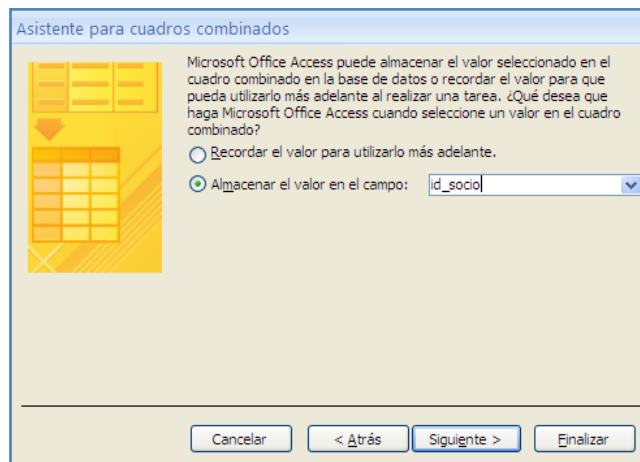 Asistente para cuadros combinados
Microsoft Office Access puede almacenar el valor seleccionado en el
cuadro combinado en la base de datos o recordar el valor para que
pueda utilizarlo más adelante al realizar una tarea. ¿Qué desea que
haga Microsoft Office Access cuando seleccione un valor en el cuadro
combinado?
Recordar el valor para utilizarlo más adelante.
Almacenar el valor en el campo: id_socio
Cancelar < Atrás Siguiente > Finalizar